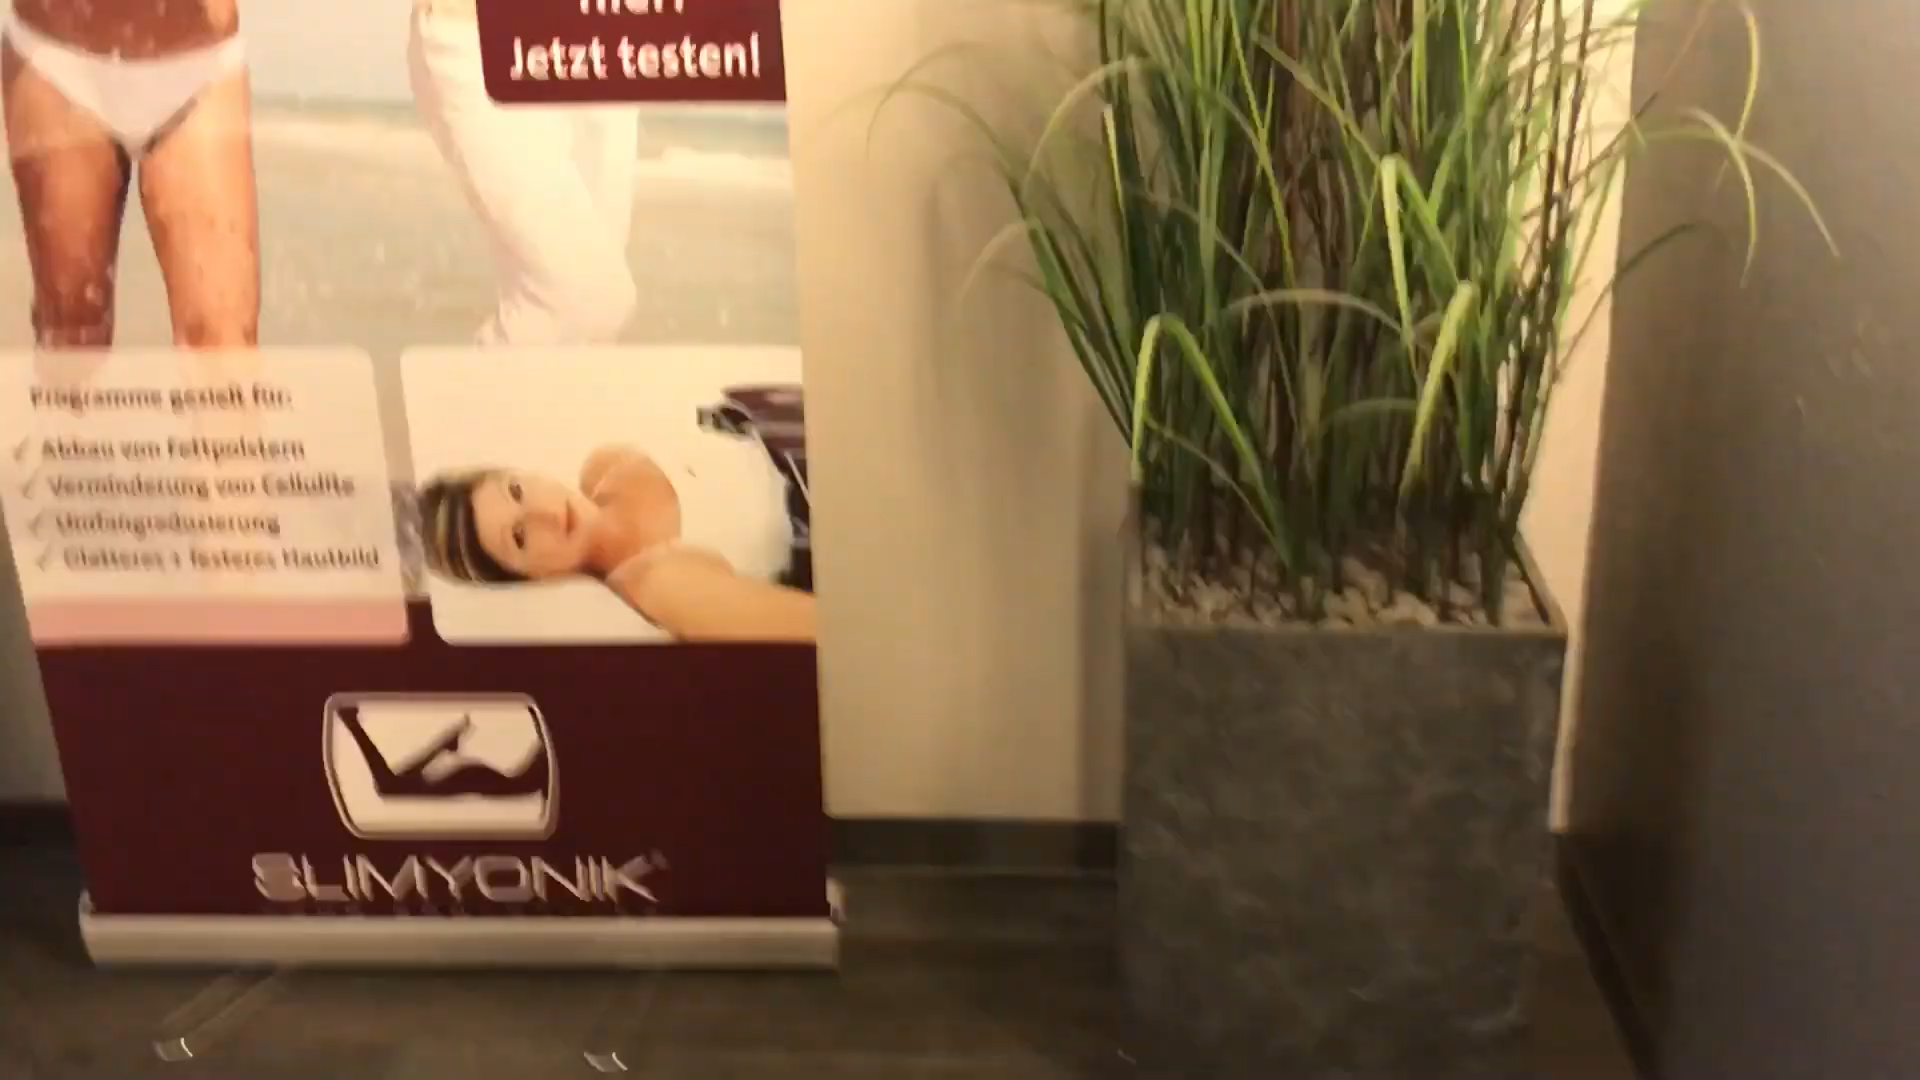 Jetzt testen!
Programme gezielt für:
✓ Abbau von Fettpolstern
✓ Verminderung von Cellulite
✓ Umfangreduzierung
✓ Glatteres + festeres Hautbild
SLIMYONIK®